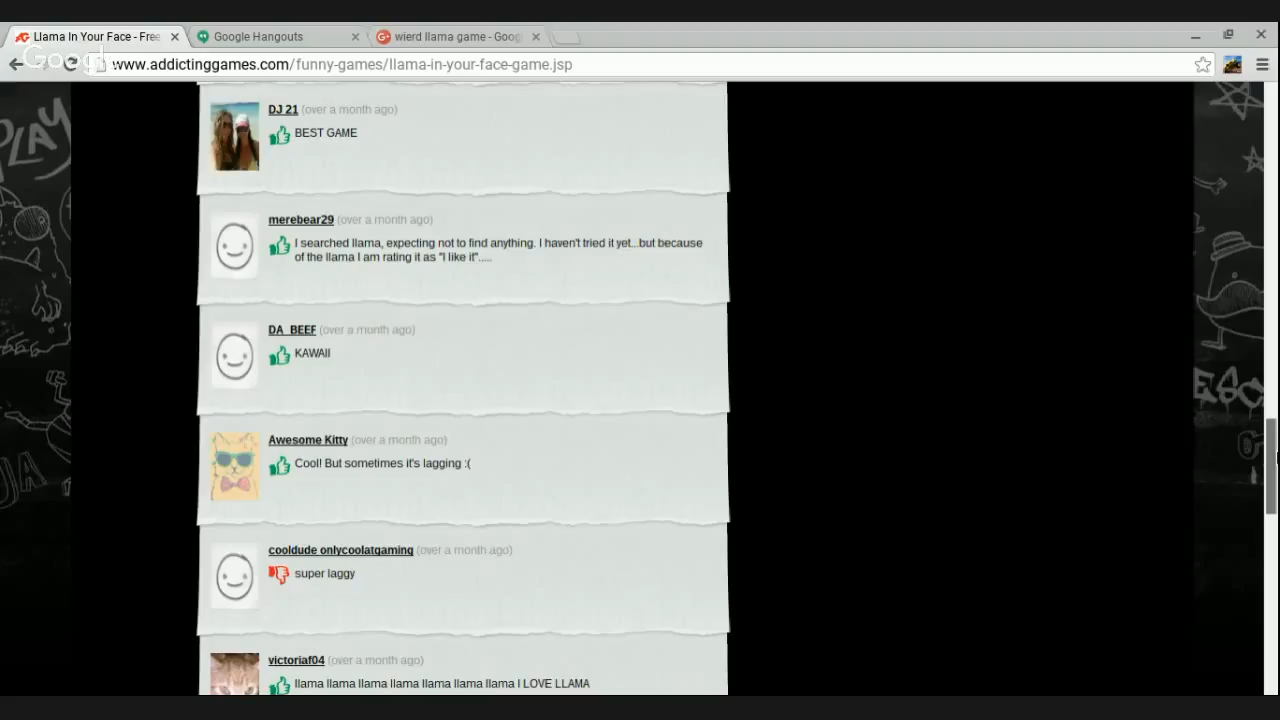 Llama In Your Face - Free
Google Hangouts
wierd llama game - Goog
www.addictinggames.com/funny-games/llama-in-your-face-game.jsp
PLAY
DJ 21 (over a month ago)
BEST GAME
merebear29 (over a month ago)
I searched llama, expecting not to find anything. I haven't tried it yet...but because
of the llama I am rating it as "I like it".....
DA_BEEF (over a month ago)
KAWAII
Awesome Kitty (over a month ago)
Cool! But sometimes it's lagging :(
cooldude onlycoolatgaming (over a month ago)
super laggy
victoriaf04 (over a month ago)
llama llama llama llama llama llama llama I LOVE LLAMA